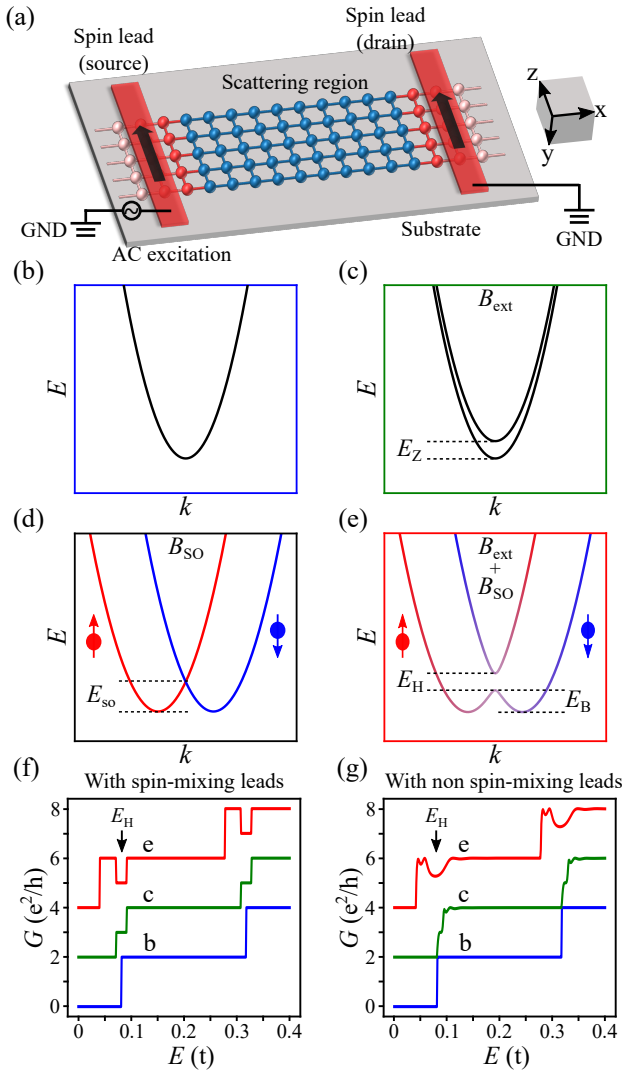 (a)
Spin lead
(source)
Spin lead
(drain)
Scattering region
z
x
y
GND
AC excitation
Substrate
GND
(b)
(c)
E
k
B_ext
E
E_Z
k
(d)
(e)
B_SO
E
E_so
k
B_ext
+
B_SO
E
E_H
E_B
k
(f)
With spin-mixing leads
8
6
4
2
0
G (e²/h)
E_H
e
c
b
0
0.1
0.2
0.3
0.4
E (t)
(g)
With non spin-mixing leads
8
6
4
2
0
G (e²/h)
E_H
e
c
b
0
0.1
0.2
0.3
0.4
E (t)